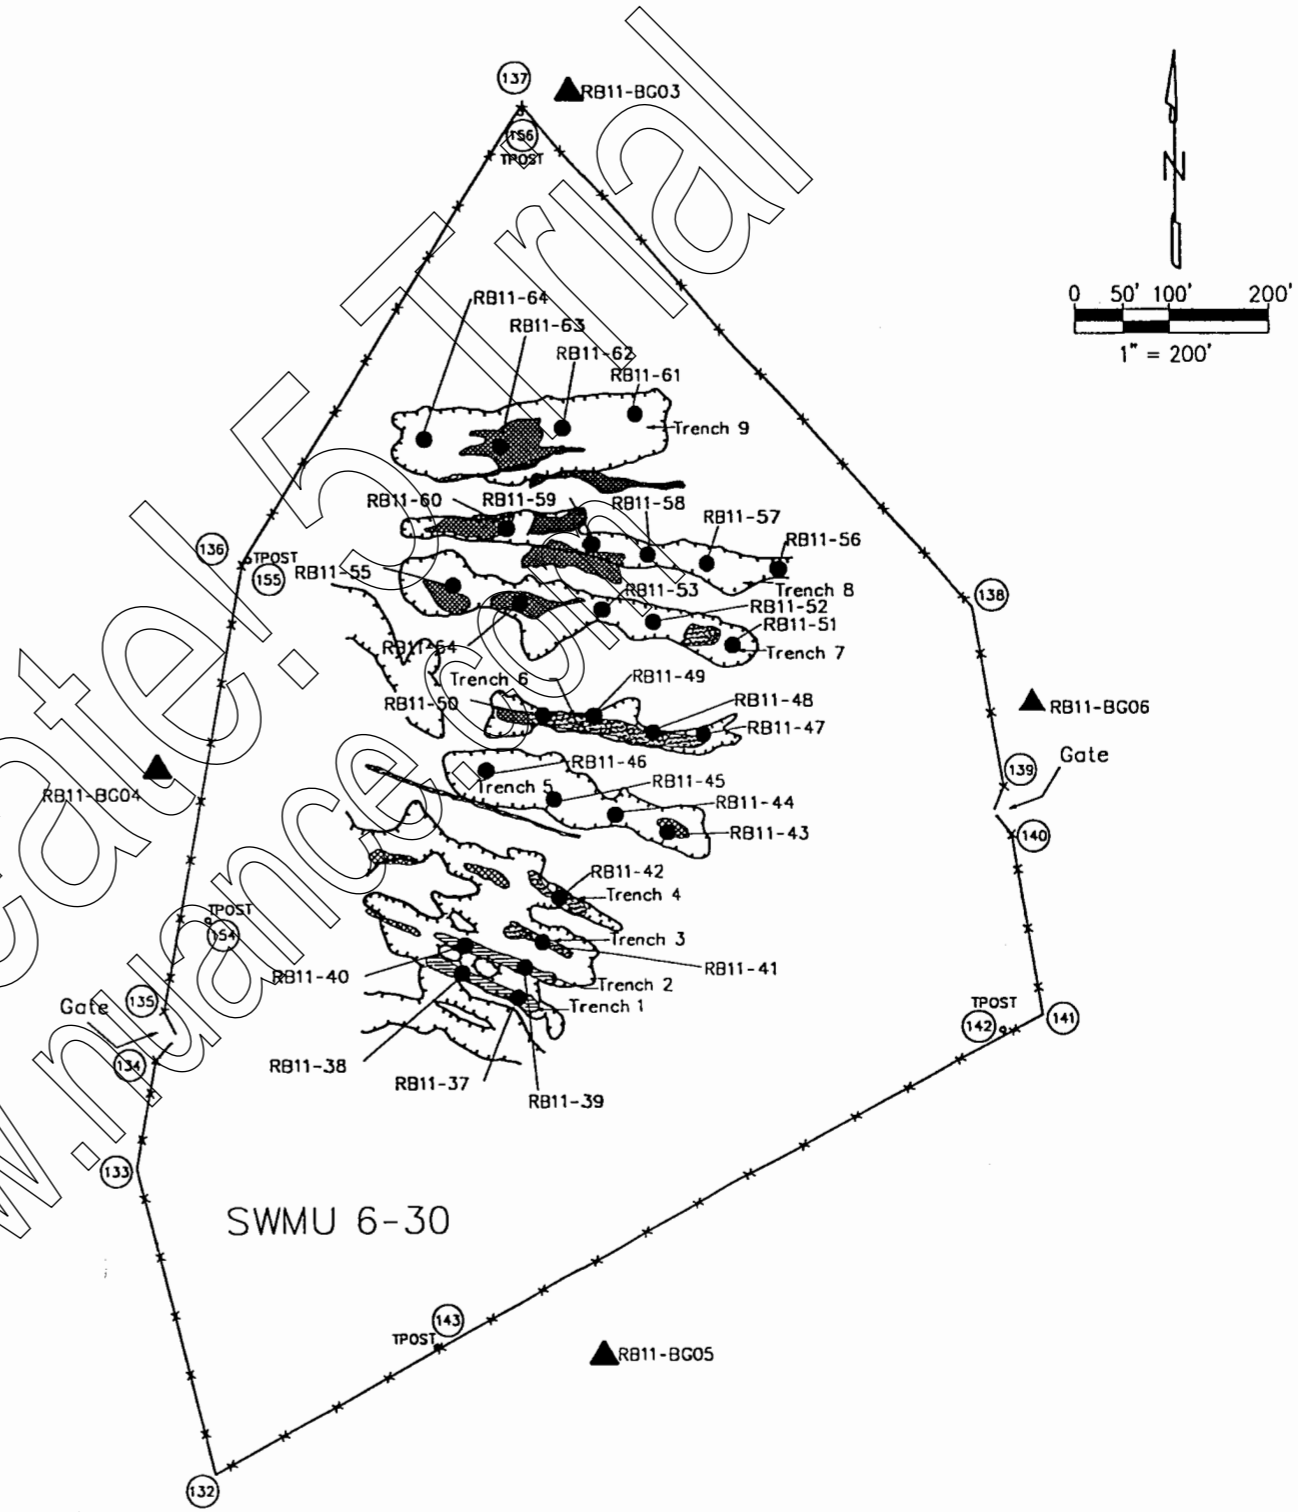 137
RB11-BG03
156
TPOST
N
0 50' 100' 200'
1" = 200'
RB11-64
RB11-63
RB11-62
RB11-61
Trench 9
RB11-60
RB11-59
RB11-58
RB11-57
RB11-56
136
TPOST
155
RB11-55
RB11-53
Trench 8
138
RB11-52
RB11-51
RB11-54
Trench 7
Trench 6
RB11-49
RB11-50
RB11-48
RB11-47
RB11-BG06
Gate
139
RB11-BG04
RB11-46
Trench 5
RB11-45
RB11-44
RB11-43
140
RB11-42
Trench 4
TPOST
154
Trench 3
RB11-41
RB11-40
Trench 2
Trench 1
Gate
135
TPOST
142
141
134
RB11-38
RB11-37
RB11-39
133
SWMU 6-30
143
TPOST
RB11-BG05
132